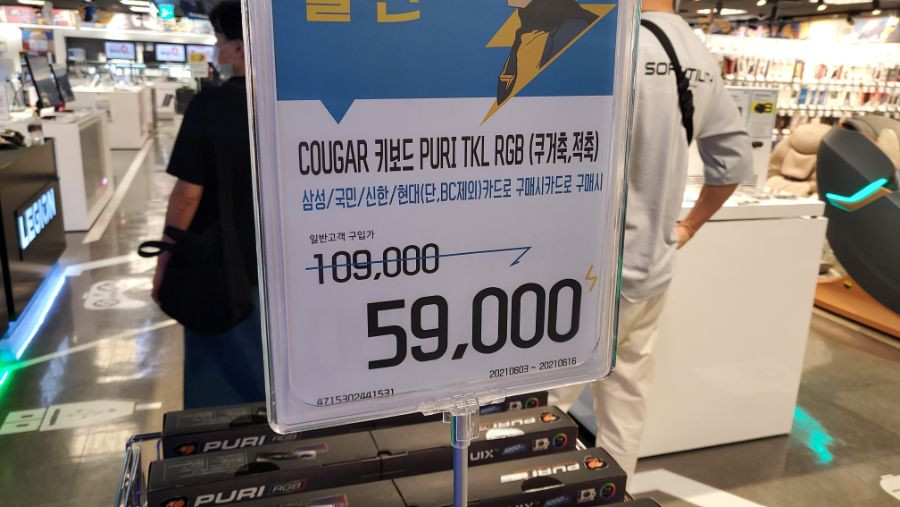 COUGAR 키보드 PURI TKL RGB (쿠거축,적축)
삼성/국민/신한/현대(단,BC제외)카드로 구매시카드로 구매시
일반고객 구입가
109,000
59,000
20210603 ~ 20210616
4715302441531
LEGION
PURI RGB
PURI
PURI RGB
PURI